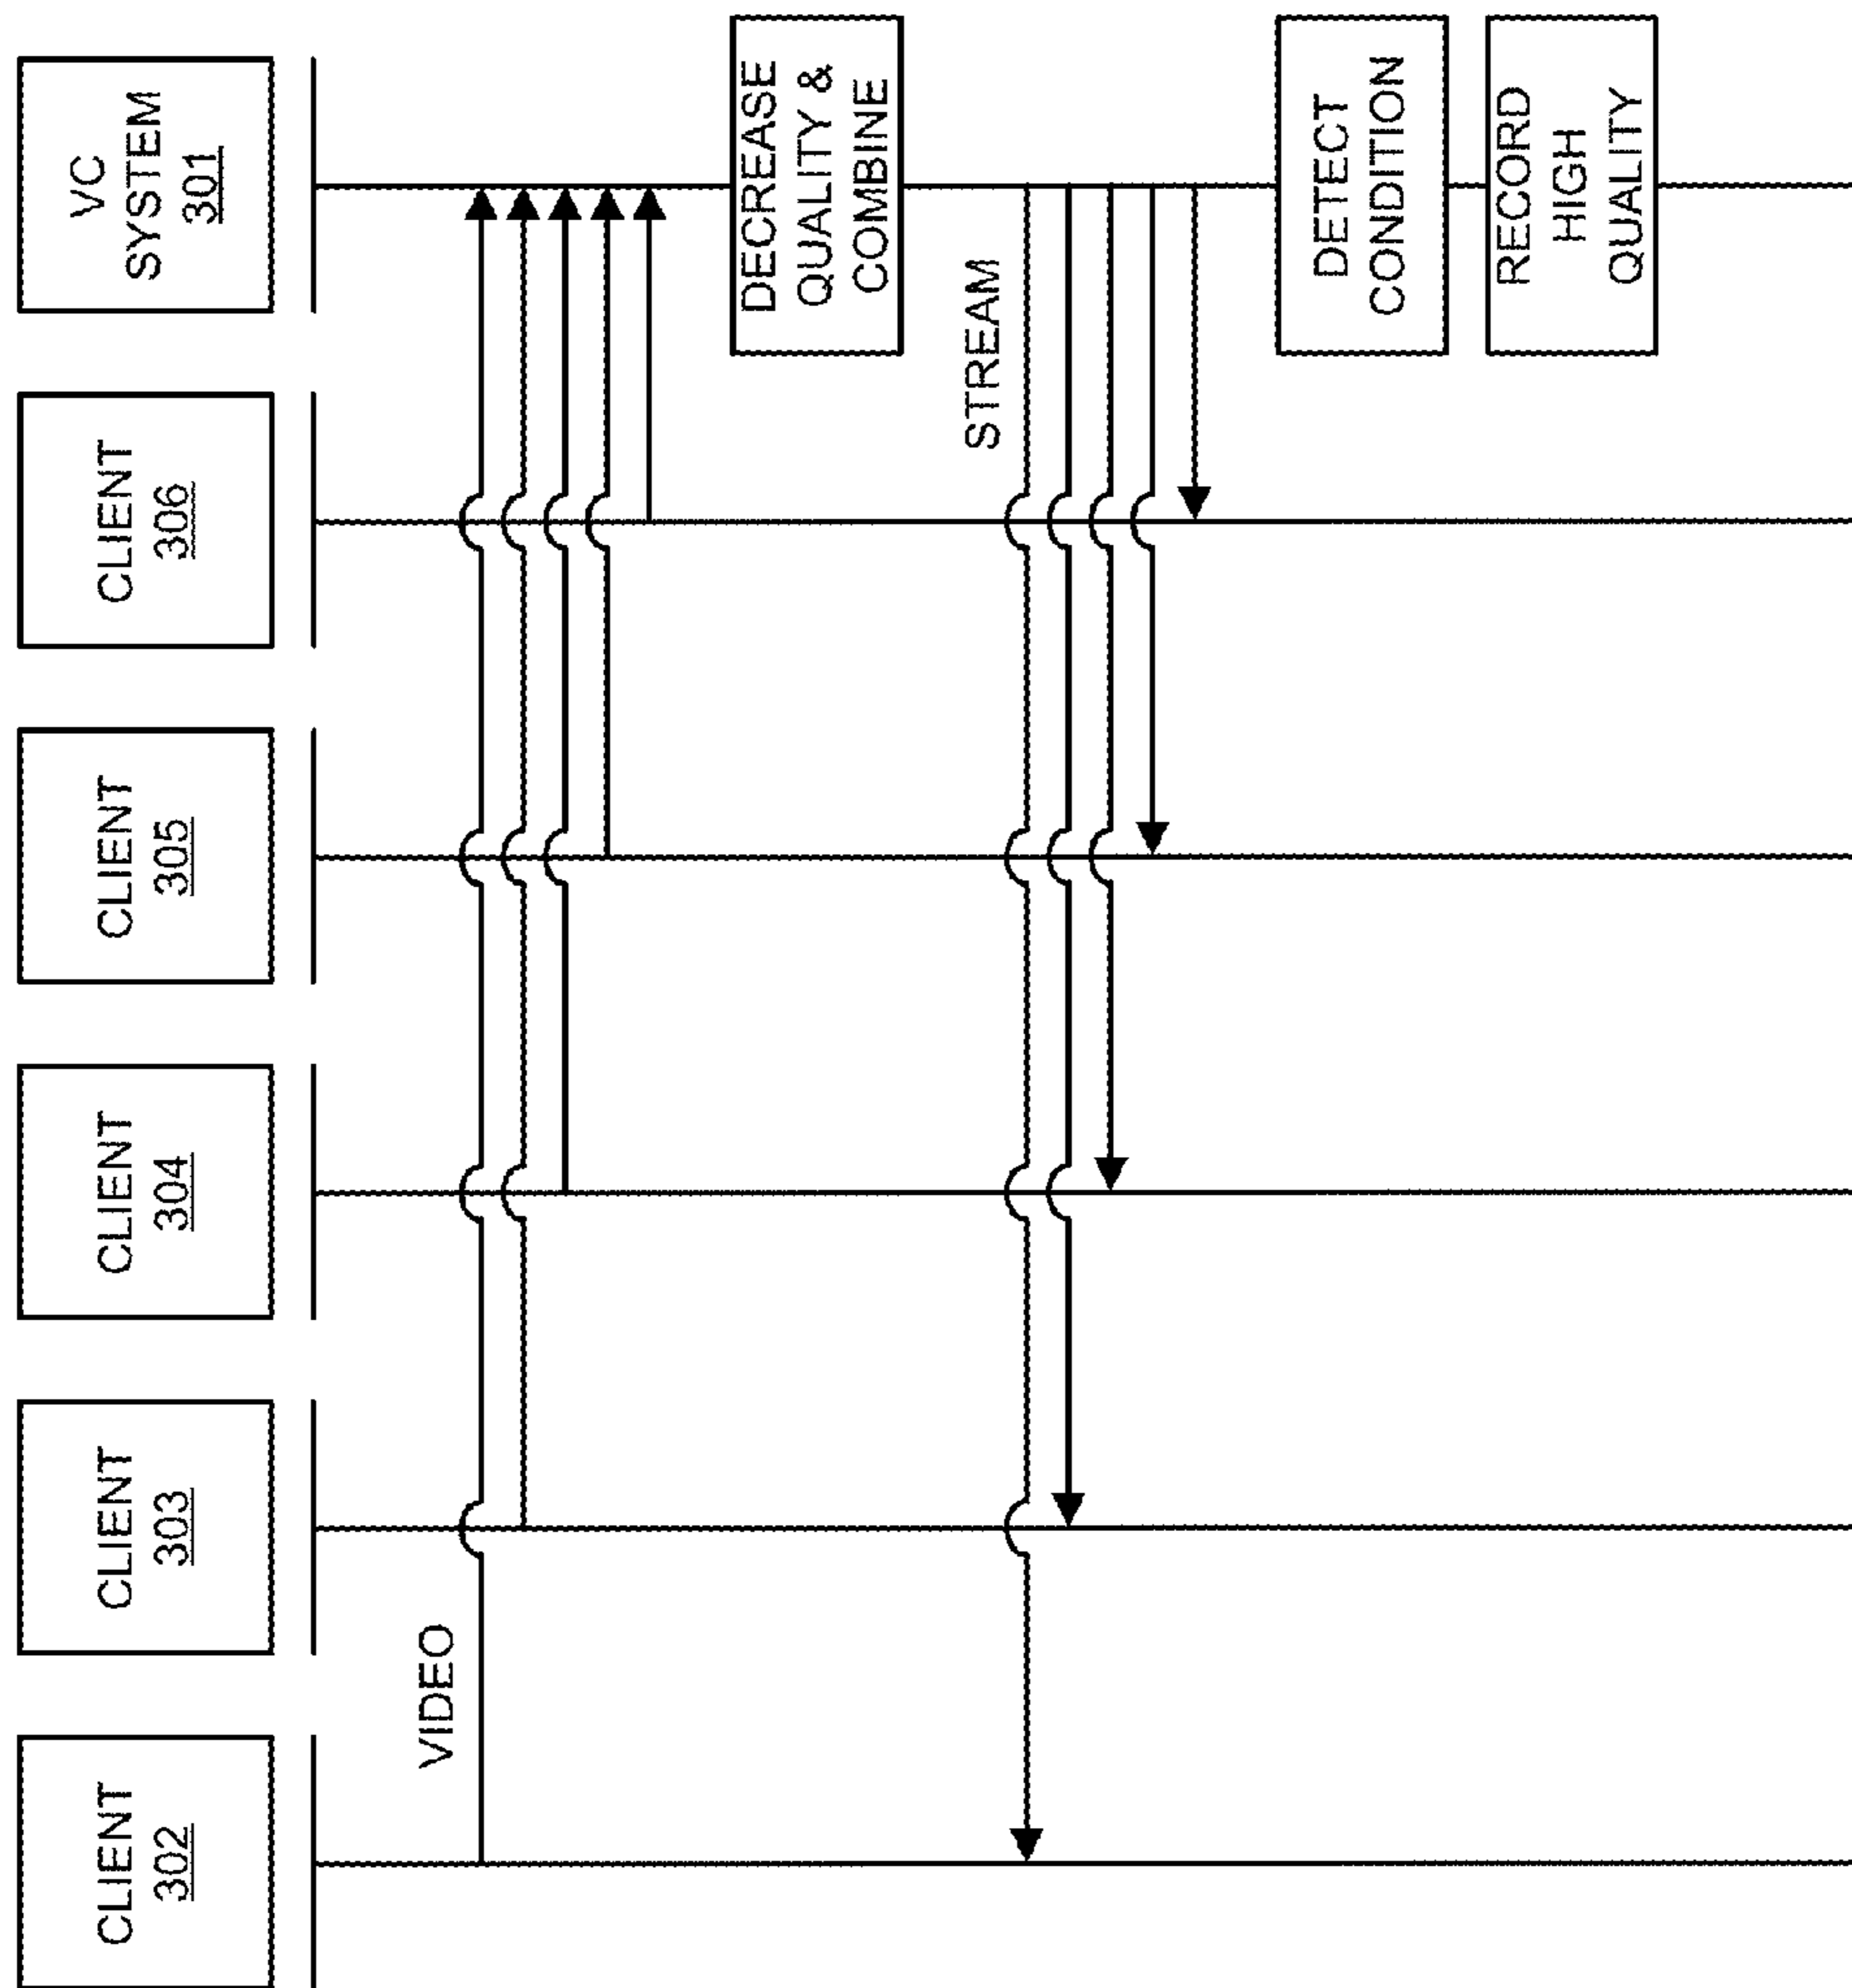 CLIENT
302
CLIENT
303
CLIENT
304
CLIENT
305
CLIENT
306
VC
SYSTEM
301
VIDEO
DECREASE
QUALITY &
COMBINE
STREAM
DETECT
CONDITION
RECORD
HIGH
QUALITY